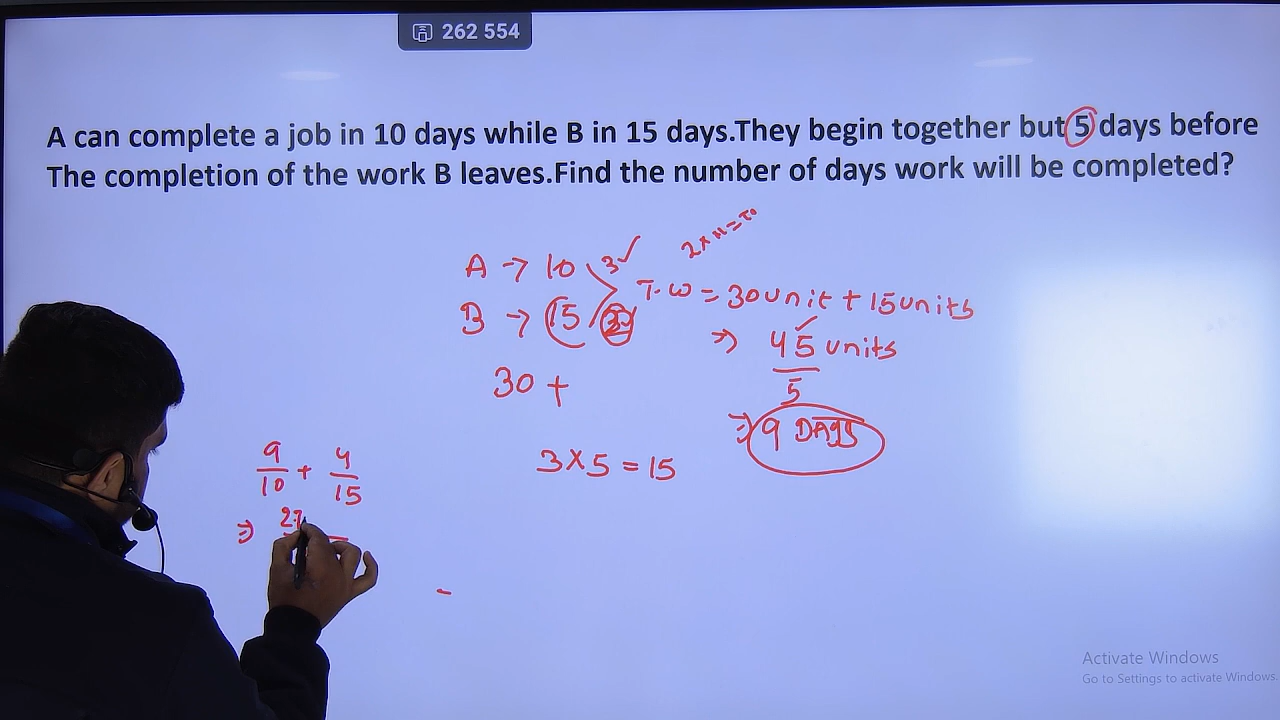 262 554
A can complete a job in 10 days while B in 15 days.They begin together but 5 days before
The completion of the work B leaves.Find the number of days work will be completed?
A → 10 3 ✓
B → 15
T.W = 30 unit + 15 units
⇒ 45 units
5
⇒ 9 DAYS
30 +
3 × 5 = 15
9/10 + 4/15
⇒ 27
Activate Windows
Go to Settings to activate Windows.